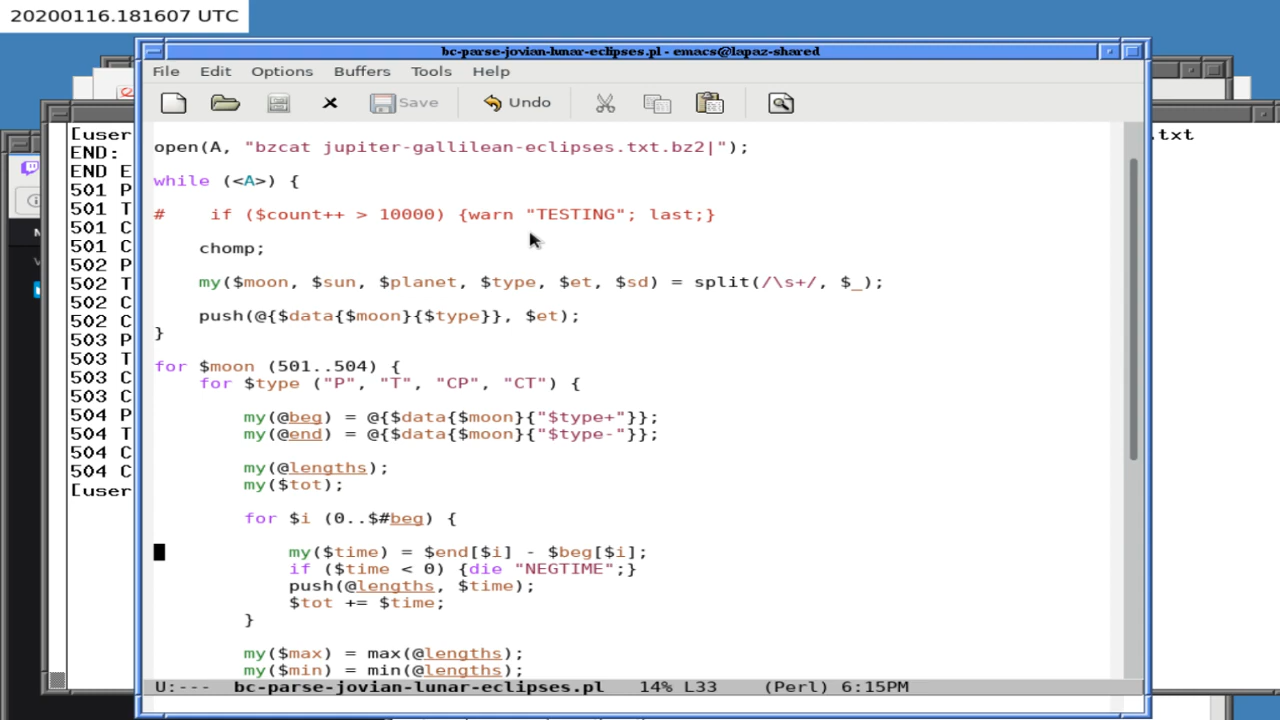 20200116.181607 UTC
bc-parse-jovian-lunar-eclipses.pl - emacs@lapaz-shared
File Edit Options Buffers Tools Help
Save Undo
open(A, "bzcat jupiter-gallilean-eclipses.txt.bz2|");
while (<A>) {
#    if ($count++ > 10000) {warn "TESTING"; last;}
    chomp;
    my($moon, $sun, $planet, $type, $et, $sd) = split(/\s+/, $_);
    push(@{$data{$moon}{$type}}, $et);
}
for $moon (501..504) {
    for $type ("P", "T", "CP", "CT") {
        my(@beg) = @{$data{$moon}{"$type+"}};
        my(@end) = @{$data{$moon}{"$type-"}};
        my(@lengths);
        my($tot);
        for $i (0..$#beg) {
            my($time) = $end[$i] - $beg[$i];
            if ($time < 0) {die "NEGTIME";}
            push(@lengths, $time);
            $tot += $time;
        }
        my($max) = max(@lengths);
        my($min) = min(@lengths);
U:---  bc-parse-jovian-lunar-eclipses.pl   14% L33    (Perl) 6:15PM
[user
END:
END E
501 P
501 T
501 C
501 C
502 P
502 T
502 C
502 C
503 P
503 T
503 C
503 C
504 P
504 T
504 C
504 C
[user
.txt